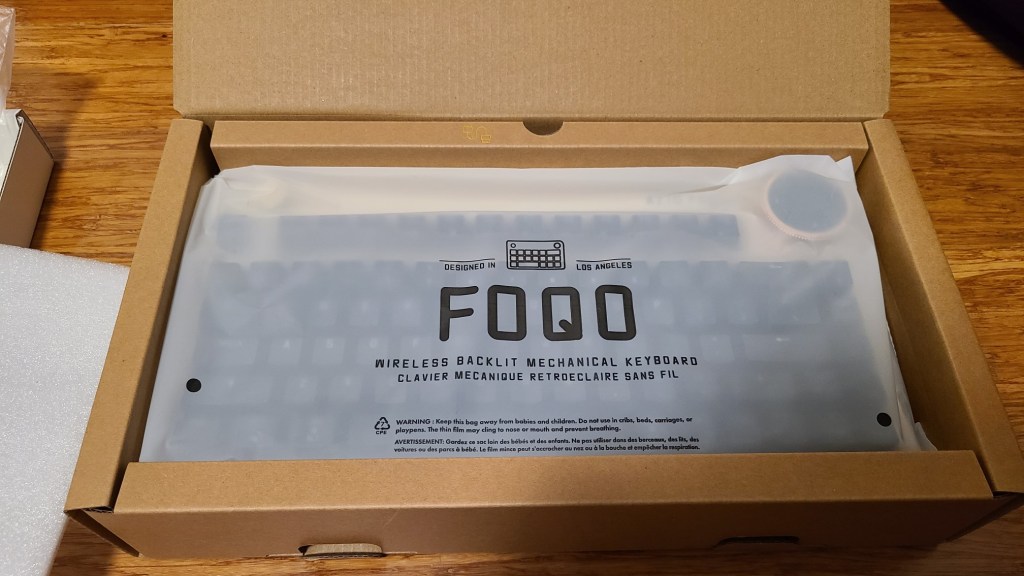 DESIGNED IN LOS ANGELES
FOQO
WIRELESS BACKLIT MECHANICAL KEYBOARD
CLAVIER MECANIQUE RETROECLAIRE SANS FIL
CPE
WARNING : Keep this bag away from babies and children. Do not use in cribs, beds, carriages, or
playpens. The thin film may cling to nose or mouth and prevent breathing.
AVERTISSEMENT: Gardez ce sac loin des bébés et des enfants. Ne pas utiliser dans des berceaux, des lits, des
voitures ou des parcs à bébé. Le film mince peut s'accrocher au nez ou à la bouche et empêcher la respiration.